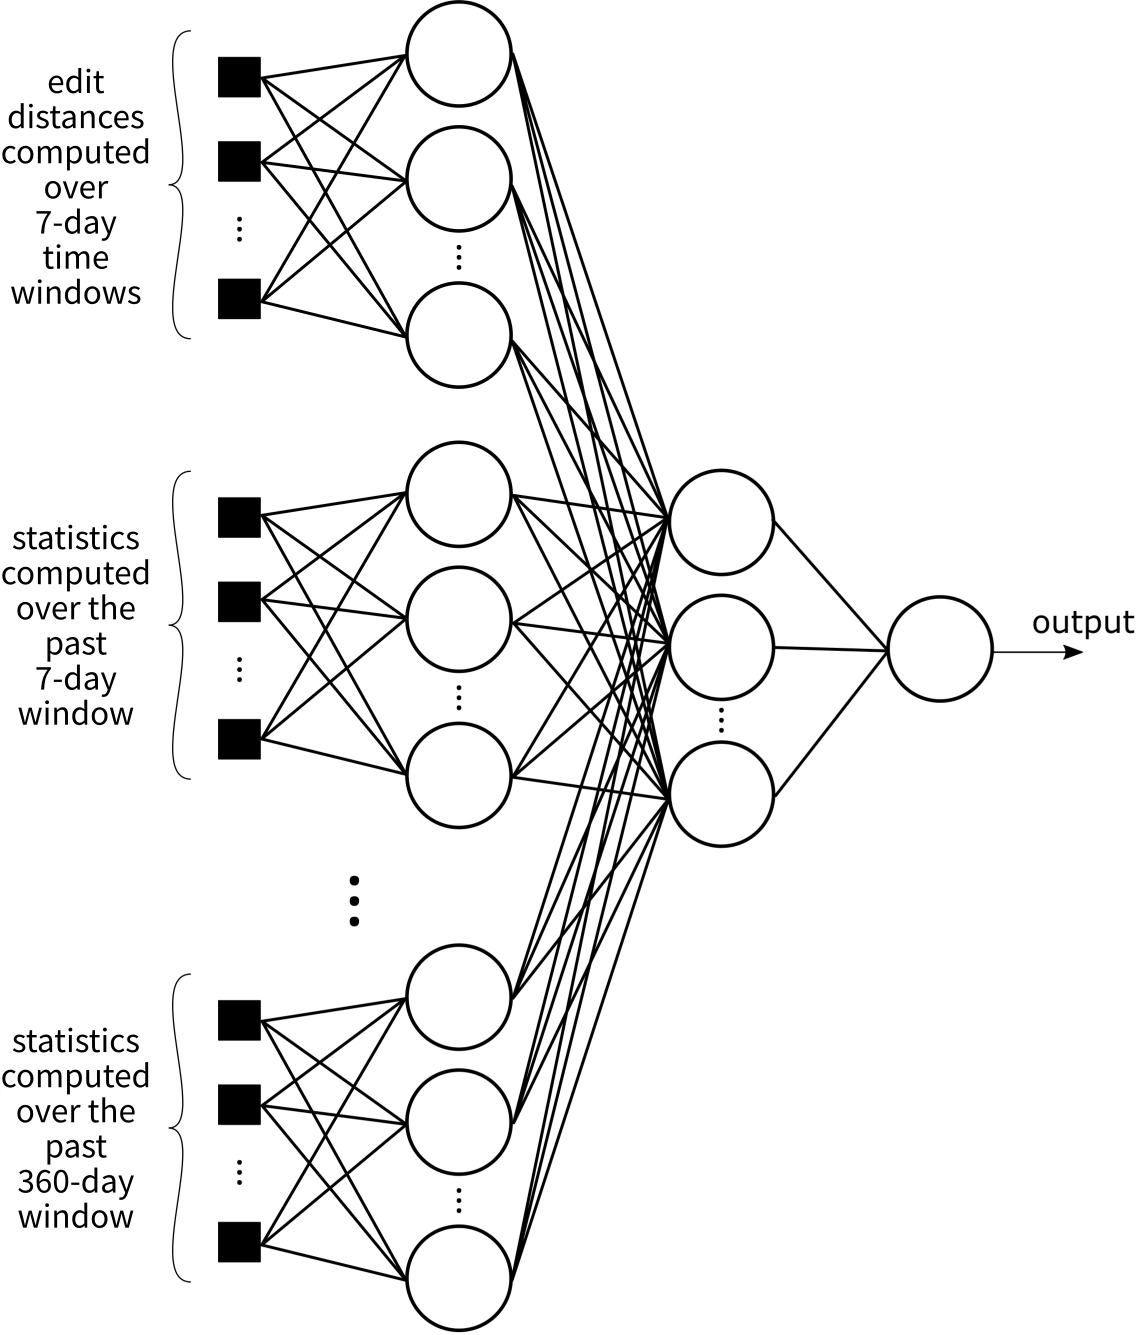 edit
distances
computed
over
7-day
time
windows
statistics
computed
over the
past
7-day
window
output
statistics
computed
over the
past
360-day
window